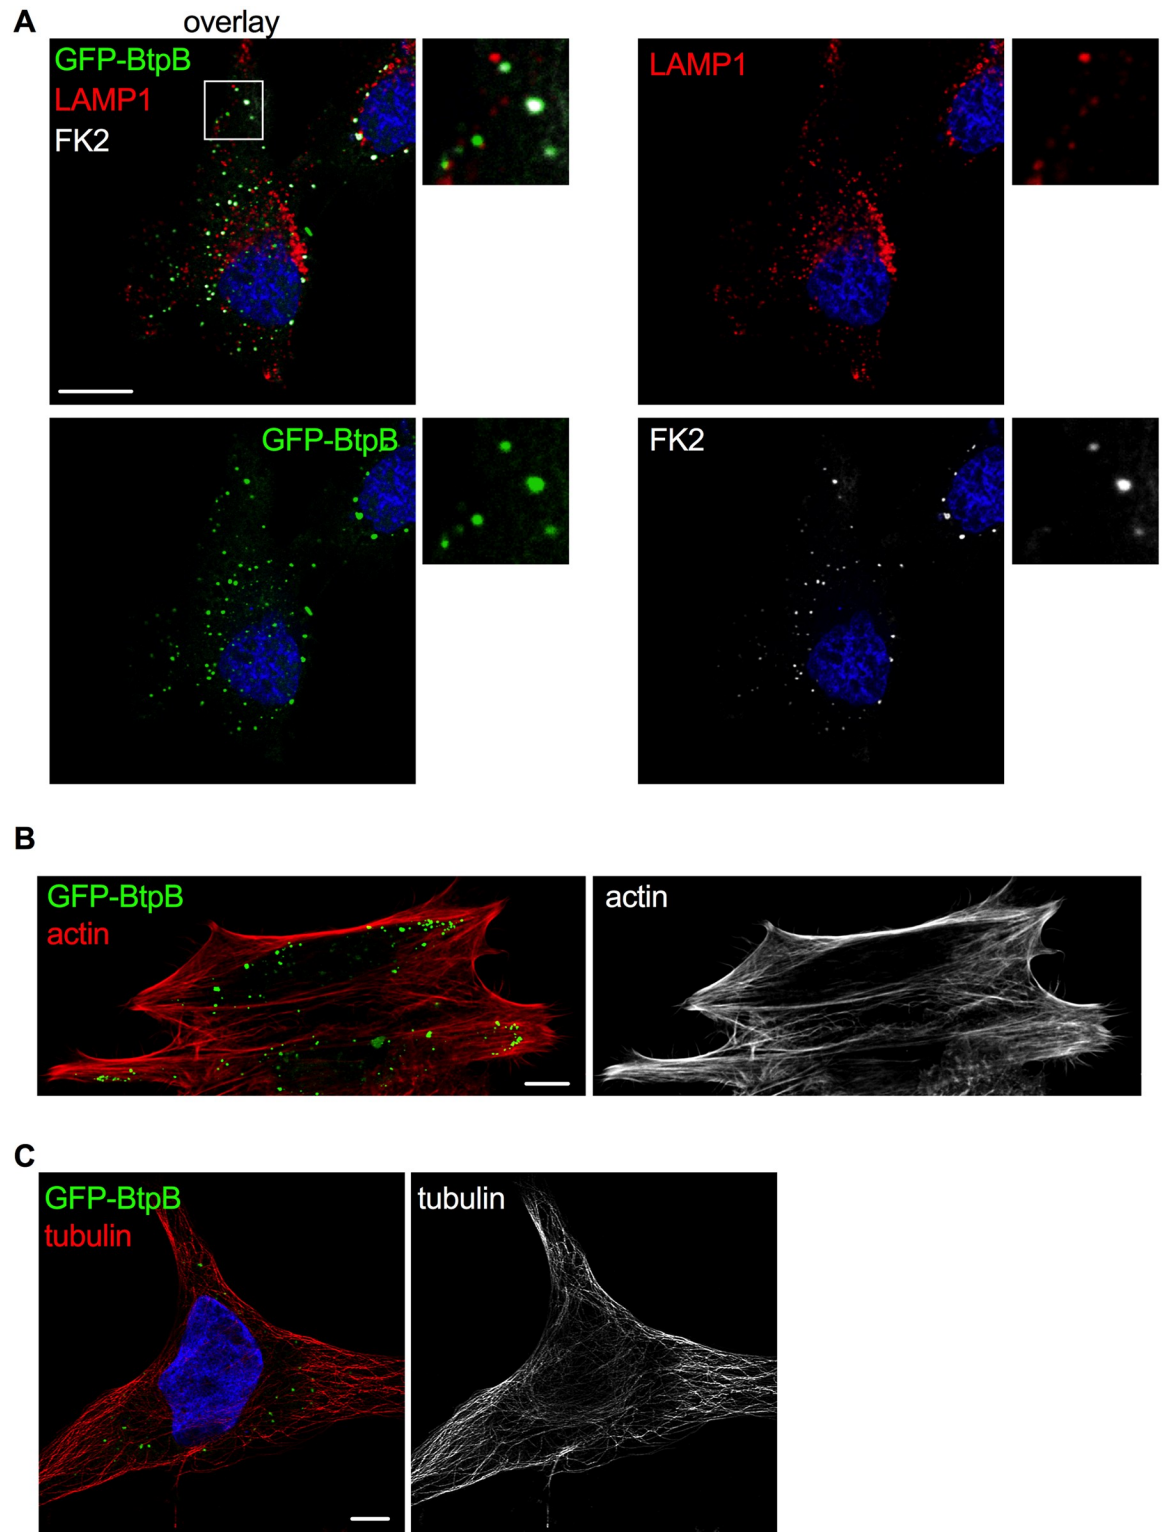 A
overlay
GFP-BtpB
LAMP1
FK2
LAMP1
GFP-BtpB
FK2
B
GFP-BtpB
actin
actin
C
GFP-BtpB
tubulin
tubulin